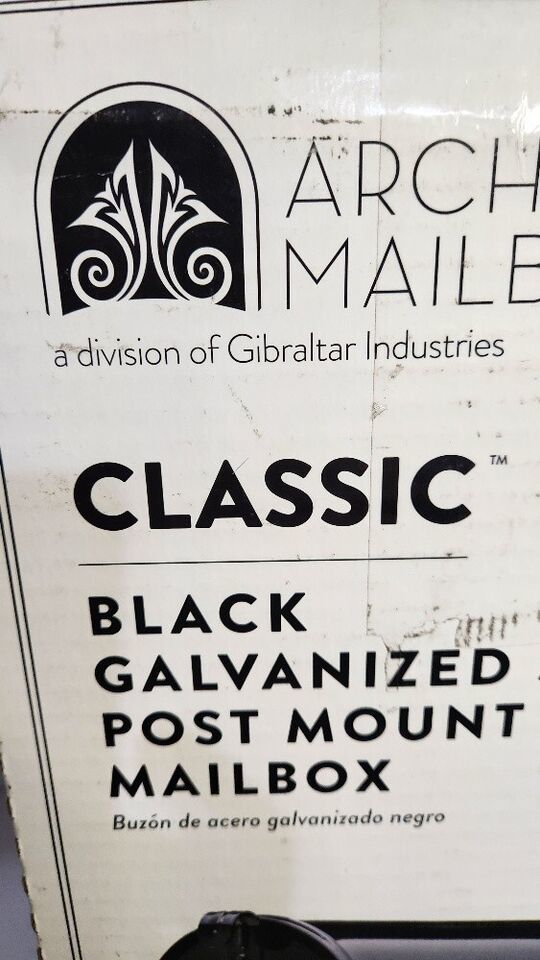 ARCH
MAILB
a division of Gibraltar Industries
CLASSIC™
BLACK
GALVANIZED
POST MOUNT
MAILBOX
Buzón de acero galvanizado negro